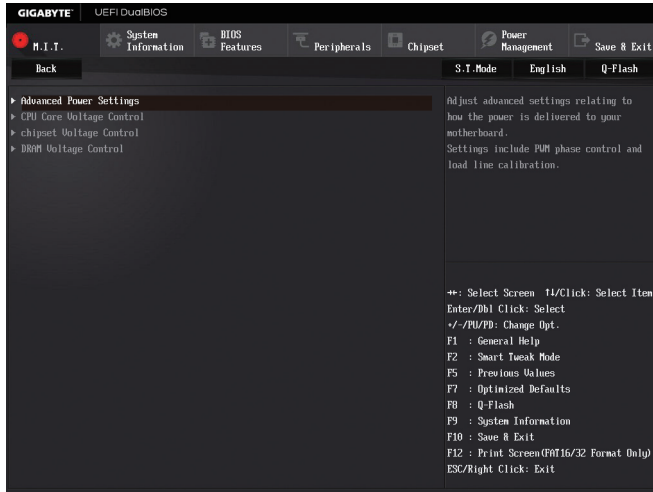 GIGABYTE™ UEFI DualBIOS
M.I.T.
System Information
BIOS Features
Peripherals
Chipset
Power Management
Save & Exit
Back
S.T.Mode English Q-Flash
Advanced Power Settings
CPU Core Voltage Control
chipset Voltage Control
DRAM Voltage Control
Adjust advanced settings relating to
how the power is delivered to your
motherboard.
Settings include PWM phase control and
load line calibration.
→←: Select Screen ↑↓/Click: Select Item
Enter/Dbl Click: Select
+/-/PU/PD: Change Opt.
F1 : General Help
F2 : Smart Tweak Mode
F5 : Previous Values
F7 : Optimized Defaults
F8 : Q-Flash
F9 : System Information
F10 : Save & Exit
F12 : Print Screen(FAT16/32 Format Only)
ESC/Right Click: Exit